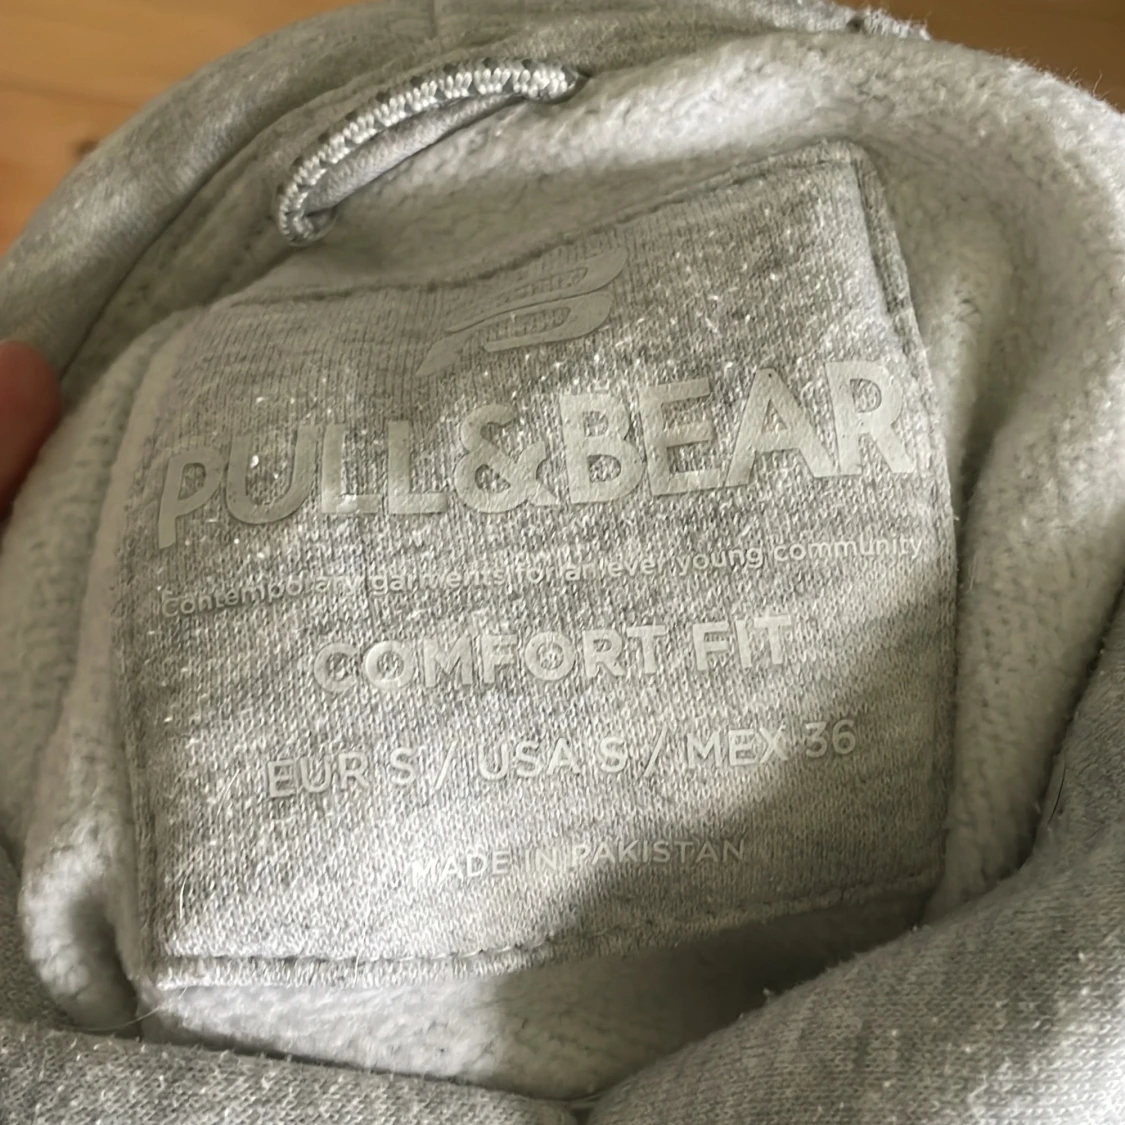 PULL&BEAR
contemporary garments for an ever young community
COMFORT FIT
EUR S / USA S / MEX 36
MADE IN PAKISTAN